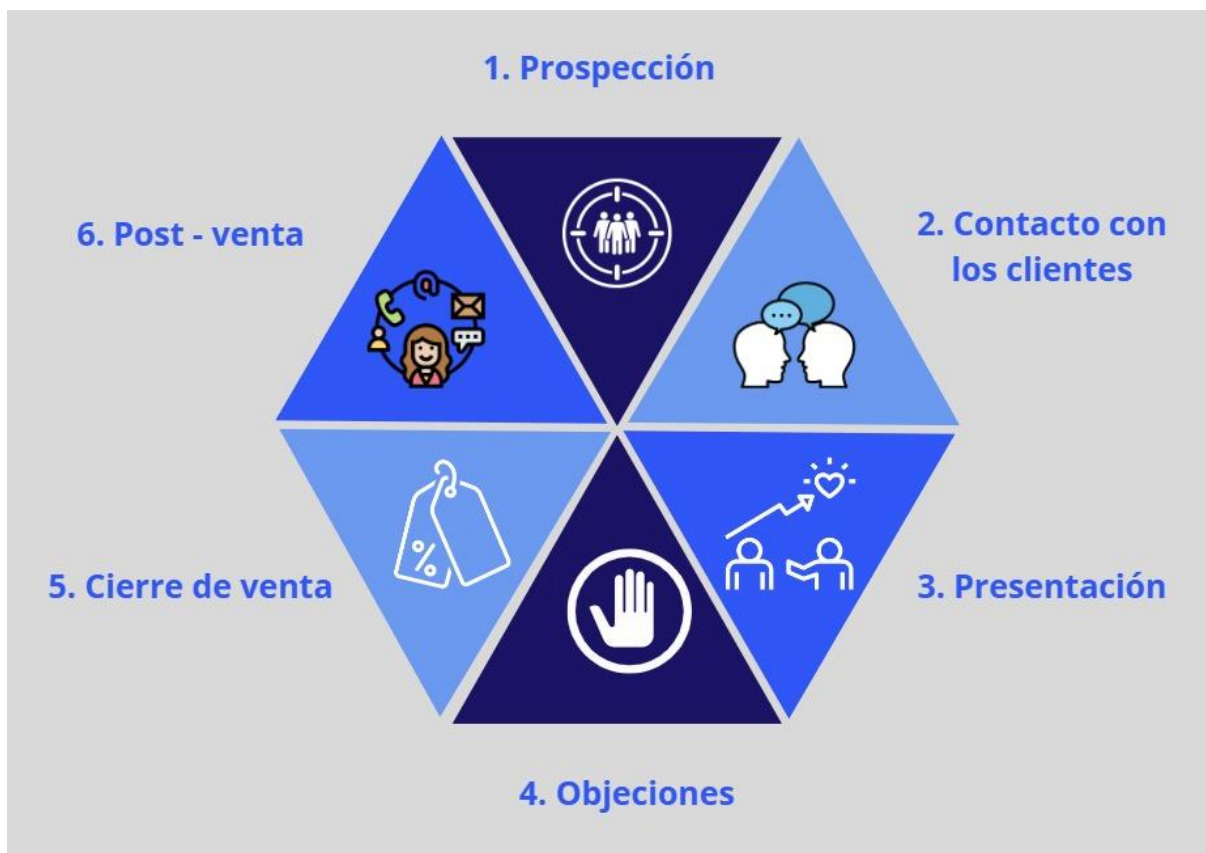 1. Prospección
2. Contacto con
los clientes
3. Presentación
4. Objeciones
5. Cierre de venta
6. Post - venta
%
@